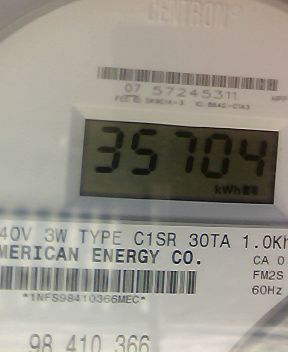 CENTRON®
07 57245311
35704
kWh
40V 3W TYPE C1SR 30TA 1.0Kh
MERICAN ENERGY CO.
CA 0
FM2S
60Hz
*1NFS98410366MEC*
98 410 366